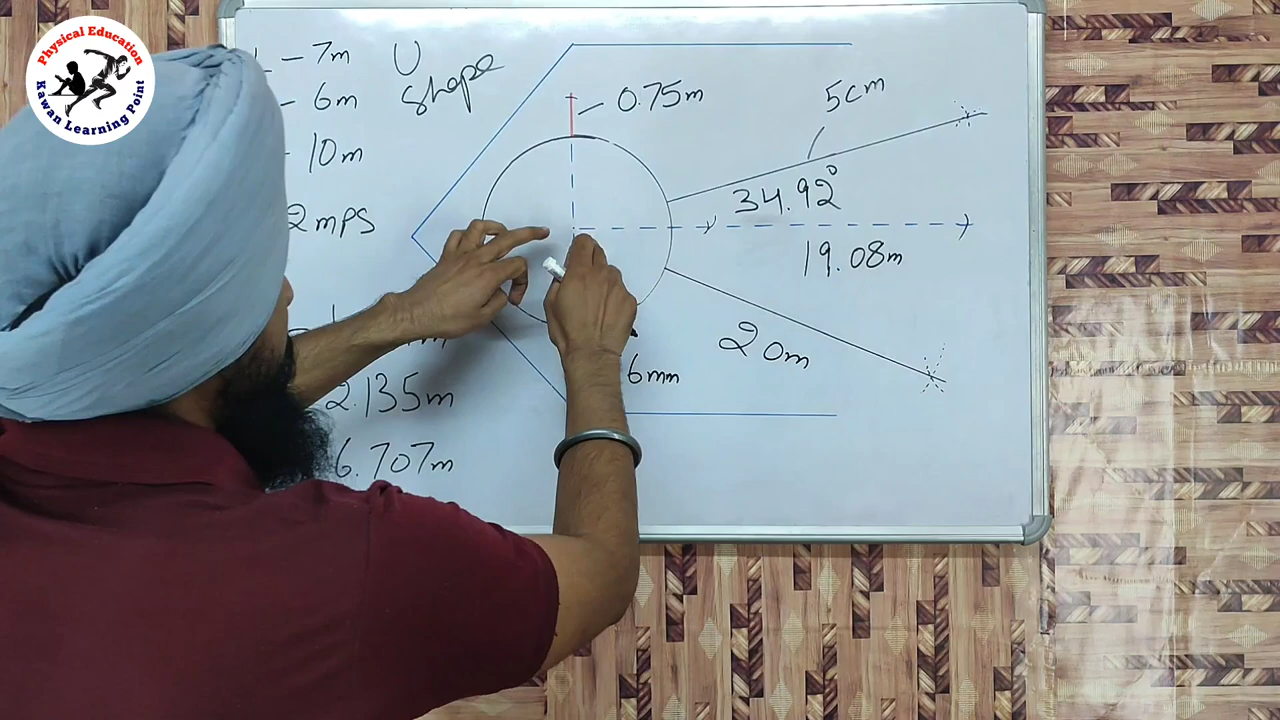 Physical Education
Kawan Learning Point
- 7m
U
Shape
- 6m
- 10m
2mps
2.135m
6.707m
0.75m
5cm
34.92°
19.08m
20m
6mm